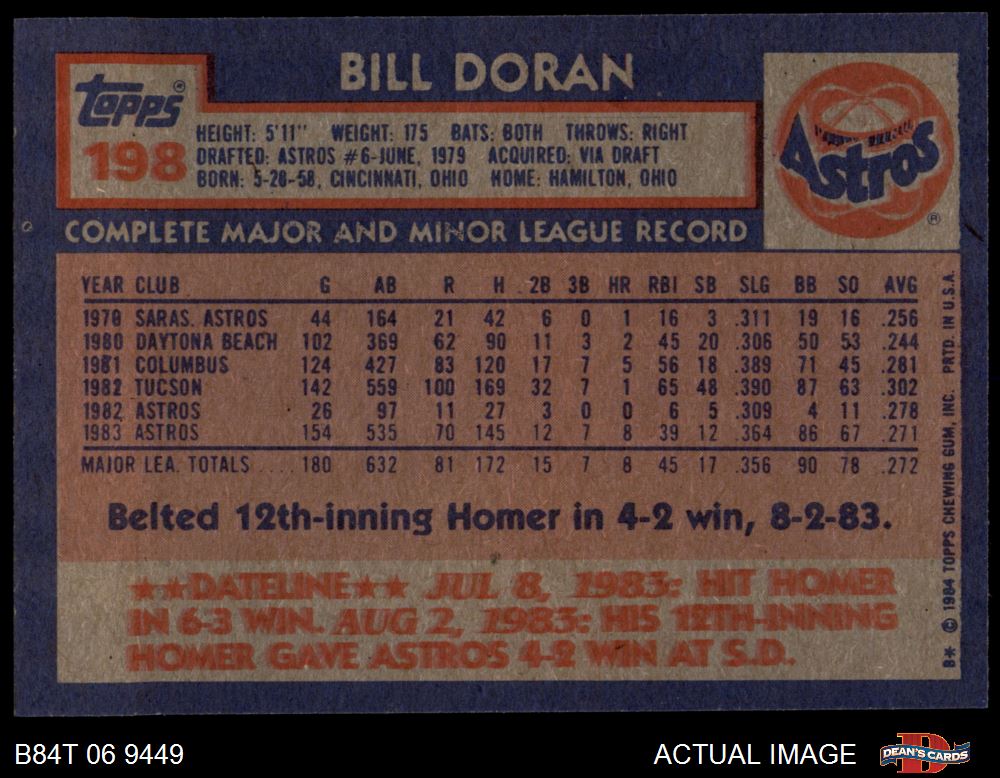 BILL DORAN
Topps®
198
HEIGHT: 5'11" WEIGHT: 175 BATS: BOTH THROWS: RIGHT
DRAFTED: ASTROS #6-JUNE, 1979 ACQUIRED: VIA DRAFT
BORN: 5-28-58, CINCINNATI, OHIO HOME: HAMILTON, OHIO
Astros
®
COMPLETE MAJOR AND MINOR LEAGUE RECORD
YEAR CLUB G AB R H 2B 3B HR RBI SB SLG BB SO AVG
1979 SARAS. ASTROS 44 164 21 42 6 0 1 16 3 .311 19 16 .256
1980 DAYTONA BEACH 102 369 62 90 11 3 2 45 20 .306 50 53 .244
1981 COLUMBUS 124 427 83 120 17 7 5 56 18 .389 71 45 .281
1982 TUCSON 142 559 100 169 32 7 1 65 48 .390 87 63 .302
1982 ASTROS 26 97 11 27 3 0 0 6 5 .309 4 11 .278
1983 ASTROS 154 535 70 145 12 7 8 39 12 .364 86 67 .271
MAJOR LEA. TOTALS .... 180 632 81 172 15 7 8 45 17 .356 90 78 .272
Belted 12th-inning Homer in 4-2 win, 8-2-83.
★★DATELINE★★ JUL 8, 1983: HIT HOMER
IN 6-3 WIN. AUG 2, 1983: HIS 12TH-INNING
HOMER GAVE ASTROS 4-2 WIN AT S.D.
B* © 1984 TOPPS CHEWING GUM, INC. PRTD. IN U.S.A.
B84T 06 9449
ACTUAL IMAGE
DEAN'S CARDS